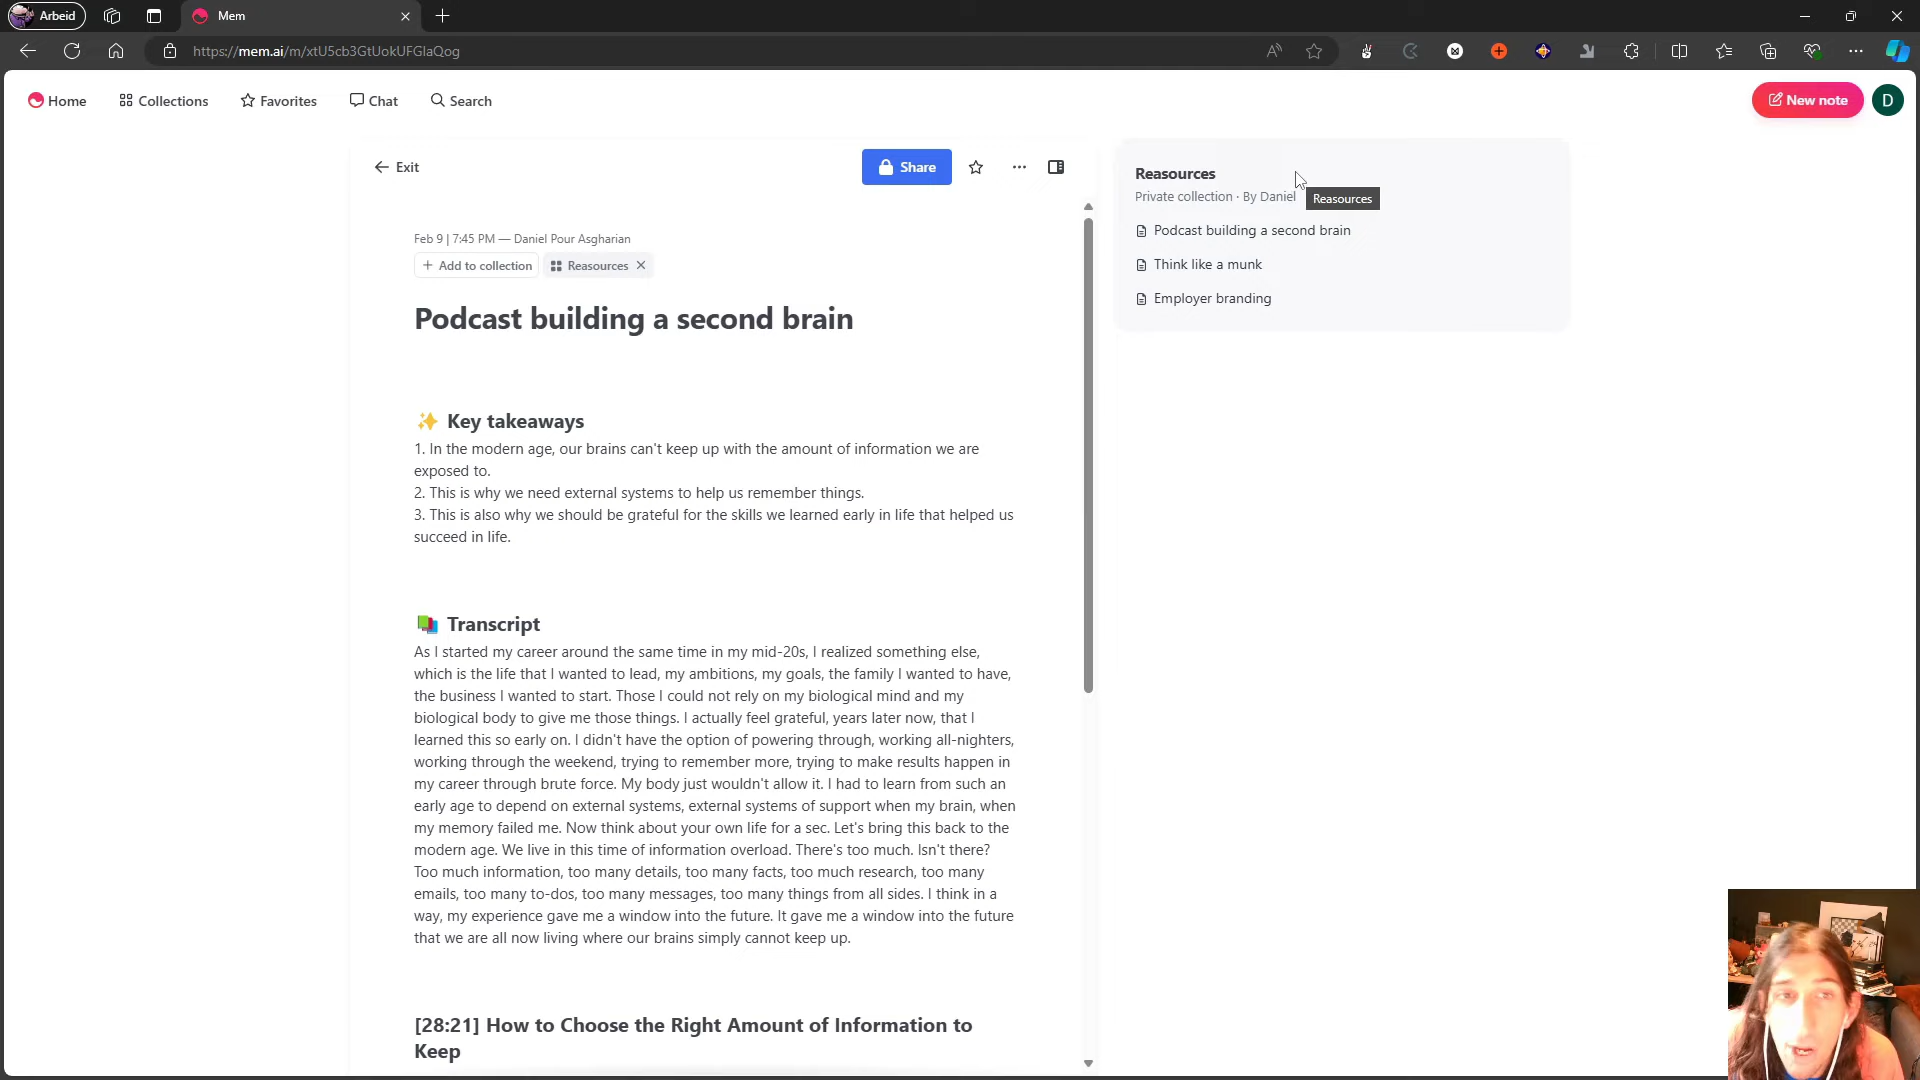 Arbeid
Mem
https://mem.ai/m/xtU5cb3GtUokUFGlaQog
Home
Collections
Favorites
Chat
Search
New note
D
Exit
Share
Feb 9 | 7:45 PM — Daniel Pour Asgharian
+ Add to collection
Reasources
Podcast building a second brain
Key takeaways
1. In the modern age, our brains can't keep up with the amount of information we are
exposed to.
2. This is why we need external systems to help us remember things.
3. This is also why we should be grateful for the skills we learned early in life that helped us
succeed in life.
Transcript
As I started my career around the same time in my mid-20s, I realized something else,
which is the life that I wanted to lead, my ambitions, my goals, the family I wanted to have,
the business I wanted to start. Those I could not rely on my biological mind and my
biological body to give me those things. I actually feel grateful, years later now, that I
learned this so early on. I didn't have the option of powering through, working all-nighters,
working through the weekend, trying to remember more, trying to make results happen in
my career through brute force. My body just wouldn't allow it. I had to learn from such an
early age to depend on external systems, external systems of support when my brain, when
my memory failed me. Now think about your own life for a sec. Let's bring this back to the
modern age. We live in this time of information overload. There's too much. Isn't there?
Too much information, too many details, too many facts, too much research, too many
emails, too many to-dos, too many messages, too many things from all sides. I think in a
way, my experience gave me a window into the future. It gave me a window into the future
that we are all now living where our brains simply cannot keep up.
[28:21] How to Choose the Right Amount of Information to
Keep
Reasources
Private collection · By Daniel
Reasources
Podcast building a second brain
Think like a munk
Employer branding